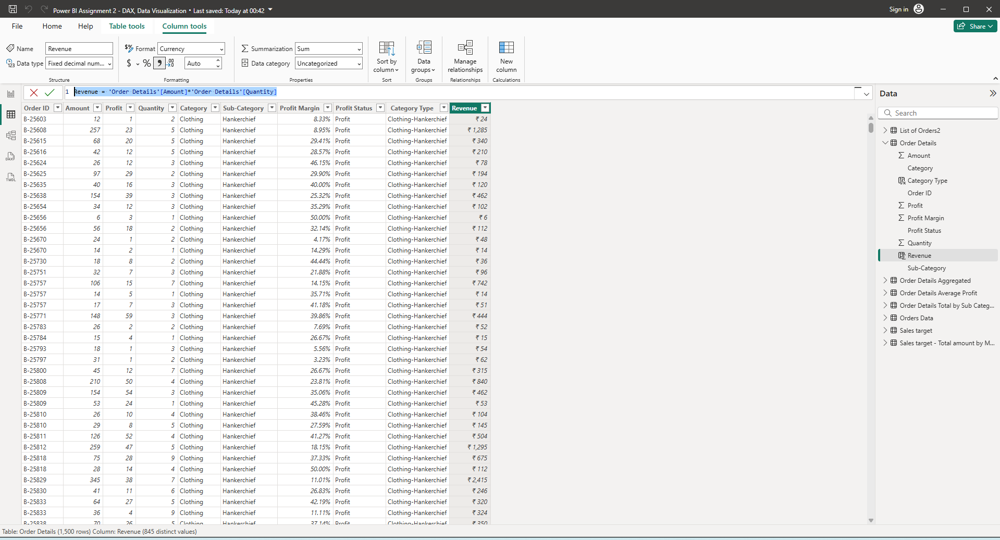 Power BI Assignment 2 - DAX, Data Visualization • Last saved: Today at 00:42
Sign in
File Home Help Table tools Column tools
Share
Name Revenue
Data type Fixed decimal num...
Structure
$% Format Currency
$ % , .00 Auto
Formatting
Summarization Sum
Data category Uncategorized
Properties
Sort by column
Sort
Data groups
Groups
Manage relationships
Relationships
New column
Calculations
1 Revenue = 'Order Details'[Amount]*'Order Details'[Quantity]
Order ID Amount Profit Quantity Category Sub-Category Profit Margin Profit Status Category Type Revenue
B-25603 12 1 2 Clothing Hankerchief 8.33% Profit Clothing-Hankerchief ₹ 24
B-25608 257 23 5 Clothing Hankerchief 8.95% Profit Clothing-Hankerchief ₹ 1,285
B-25615 68 20 5 Clothing Hankerchief 29.41% Profit Clothing-Hankerchief ₹ 340
B-25616 42 12 5 Clothing Hankerchief 28.57% Profit Clothing-Hankerchief ₹ 210
B-25624 26 12 3 Clothing Hankerchief 46.15% Profit Clothing-Hankerchief ₹ 78
B-25625 97 29 2 Clothing Hankerchief 29.90% Profit Clothing-Hankerchief ₹ 194
B-25635 40 16 3 Clothing Hankerchief 40.00% Profit Clothing-Hankerchief ₹ 120
B-25638 154 39 3 Clothing Hankerchief 25.32% Profit Clothing-Hankerchief ₹ 462
B-25654 34 12 3 Clothing Hankerchief 35.29% Profit Clothing-Hankerchief ₹ 102
B-25656 6 3 1 Clothing Hankerchief 50.00% Profit Clothing-Hankerchief ₹ 6
B-25656 56 18 2 Clothing Hankerchief 32.14% Profit Clothing-Hankerchief ₹ 112
B-25670 24 1 2 Clothing Hankerchief 4.17% Profit Clothing-Hankerchief ₹ 48
B-25670 14 2 1 Clothing Hankerchief 14.29% Profit Clothing-Hankerchief ₹ 14
B-25730 18 8 2 Clothing Hankerchief 44.44% Profit Clothing-Hankerchief ₹ 36
B-25751 32 7 3 Clothing Hankerchief 21.88% Profit Clothing-Hankerchief ₹ 96
B-25757 106 15 7 Clothing Hankerchief 14.15% Profit Clothing-Hankerchief ₹ 742
B-25757 14 5 1 Clothing Hankerchief 35.71% Profit Clothing-Hankerchief ₹ 14
B-25757 17 7 3 Clothing Hankerchief 41.18% Profit Clothing-Hankerchief ₹ 51
B-25771 148 59 3 Clothing Hankerchief 39.86% Profit Clothing-Hankerchief ₹ 444
B-25783 26 2 2 Clothing Hankerchief 7.69% Profit Clothing-Hankerchief ₹ 52
B-25784 15 4 1 Clothing Hankerchief 26.67% Profit Clothing-Hankerchief ₹ 15
B-25793 18 1 3 Clothing Hankerchief 5.56% Profit Clothing-Hankerchief ₹ 54
B-25797 31 1 2 Clothing Hankerchief 3.23% Profit Clothing-Hankerchief ₹ 62
B-25800 45 12 7 Clothing Hankerchief 26.67% Profit Clothing-Hankerchief ₹ 315
B-25808 210 50 4 Clothing Hankerchief 23.81% Profit Clothing-Hankerchief ₹ 840
B-25809 154 54 3 Clothing Hankerchief 35.06% Profit Clothing-Hankerchief ₹ 462
B-25809 53 24 1 Clothing Hankerchief 45.28% Profit Clothing-Hankerchief ₹ 53
B-25810 26 10 4 Clothing Hankerchief 38.46% Profit Clothing-Hankerchief ₹ 104
B-25810 29 8 5 Clothing Hankerchief 27.59% Profit Clothing-Hankerchief ₹ 145
B-25811 126 52 4 Clothing Hankerchief 41.27% Profit Clothing-Hankerchief ₹ 504
B-25812 259 47 5 Clothing Hankerchief 18.15% Profit Clothing-Hankerchief ₹ 1,295
B-25818 75 28 9 Clothing Hankerchief 37.33% Profit Clothing-Hankerchief ₹ 675
B-25818 28 14 4 Clothing Hankerchief 50.00% Profit Clothing-Hankerchief ₹ 112
B-25829 345 38 7 Clothing Hankerchief 11.01% Profit Clothing-Hankerchief ₹ 2,415
B-25830 41 11 6 Clothing Hankerchief 26.83% Profit Clothing-Hankerchief ₹ 246
B-25833 64 27 5 Clothing Hankerchief 42.19% Profit Clothing-Hankerchief ₹ 320
B-25833 36 4 9 Clothing Hankerchief 11.11% Profit Clothing-Hankerchief ₹ 324
B-25838 70 26 5 Clothing Hankerchief 37.14% Profit Clothing-Hankerchief ₹ 350
Table: Order Details (1,500 rows) Column: Revenue (845 distinct values)
DAX
TMDL
Data
Search
List of Orders2
Order Details
Amount
Category
Category Type
Order ID
Profit
Profit Margin
Profit Status
Quantity
Revenue
Sub-Category
Order Details Aggregated
Order Details Average Profit
Order Details Total by Sub Categ...
Orders Data
Sales target
Sales target - Total amount by M...